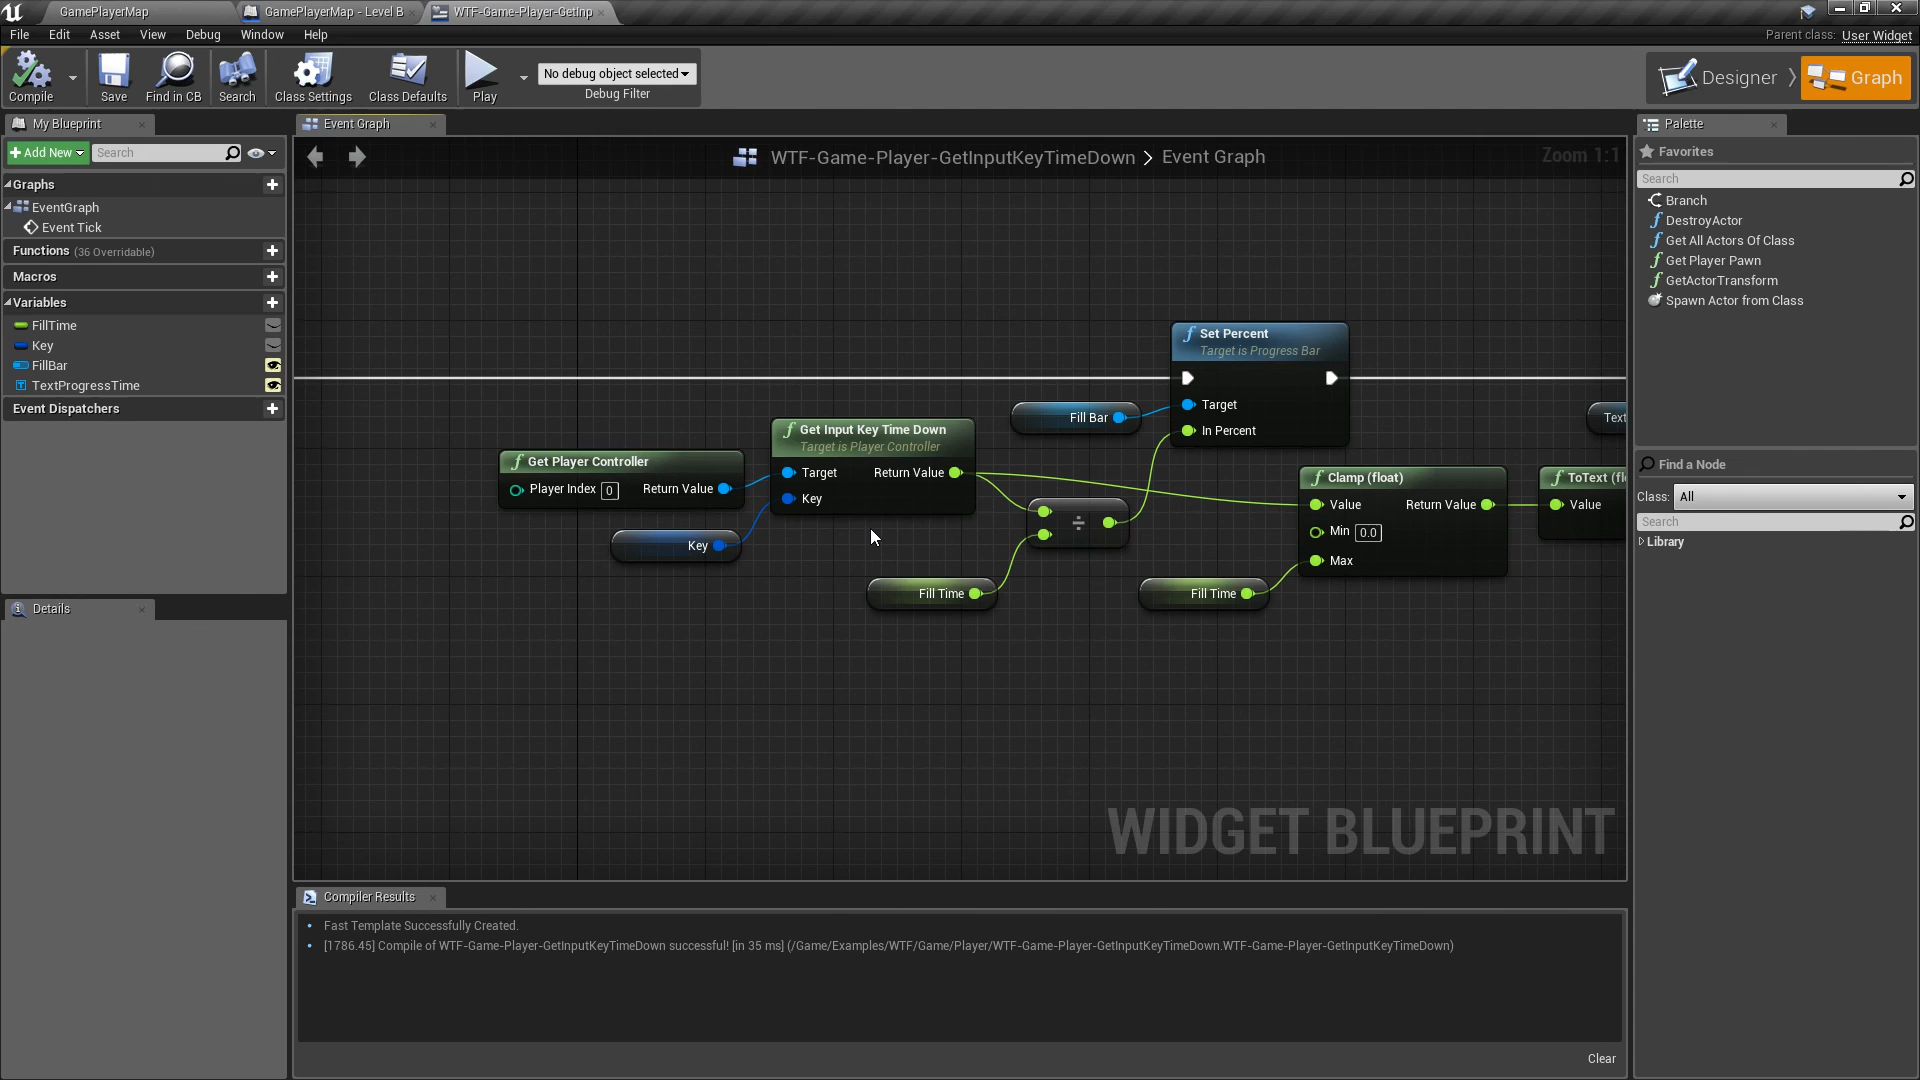 GamePlayerMap
GamePlayerMap - Level B
WTF-Game-Player-GetInp
File Edit Asset View Debug Window Help
Parent class: User Widget
Compile
Save
Find in CB
Search
Class Settings
Class Defaults
Play
No debug object selected
Debug Filter
Designer
Graph
My Blueprint
Event Graph
Palette
Add New
Search
WTF-Game-Player-GetInputKeyTimeDown > Event Graph
Zoom 1:1
Favorites
Search
Graphs
EventGraph
Event Tick
Functions (36 Overridable)
Macros
Variables
FillTime
Key
FillBar
TextProgressTime
Event Dispatchers
Branch
DestroyActor
Get All Actors Of Class
Get Player Pawn
GetActorTransform
Spawn Actor from Class
Set Percent
Target is Progress Bar
Target
In Percent
Fill Bar
Text
Get Input Key Time Down
Target is Player Controller
Target
Return Value
Key
Get Player Controller
Player Index 0
Return Value
Key
÷
Fill Time
Fill Time
Clamp (float)
Value
Return Value
Min 0.0
Max
ToText (fl
Value
Find a Node
Class: All
Search
Library
Details
WIDGET BLUEPRINT
Compiler Results
Fast Template Successfully Created.
[1786.45] Compile of WTF-Game-Player-GetInputKeyTimeDown successful! [in 35 ms] (/Game/Examples/WTF/Game/Player/WTF-Game-Player-GetInputKeyTimeDown.WTF-Game-Player-GetInputKeyTimeDown)
Clear